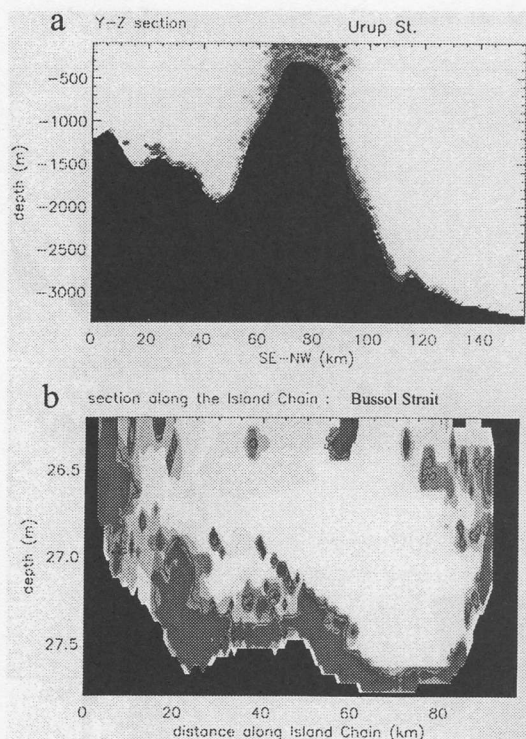 a
Y-Z section
Urup St.
-500
-1000
-1500
-2000
-2500
-3000
depth (m)
0 20 40 60 80 100 120 140
SE-NW (km)
b
section along the Island Chain : Bussol Strait
26.5
27.0
27.5
depth (m)
0 20 40 60 80
distance along Island Chain (km)